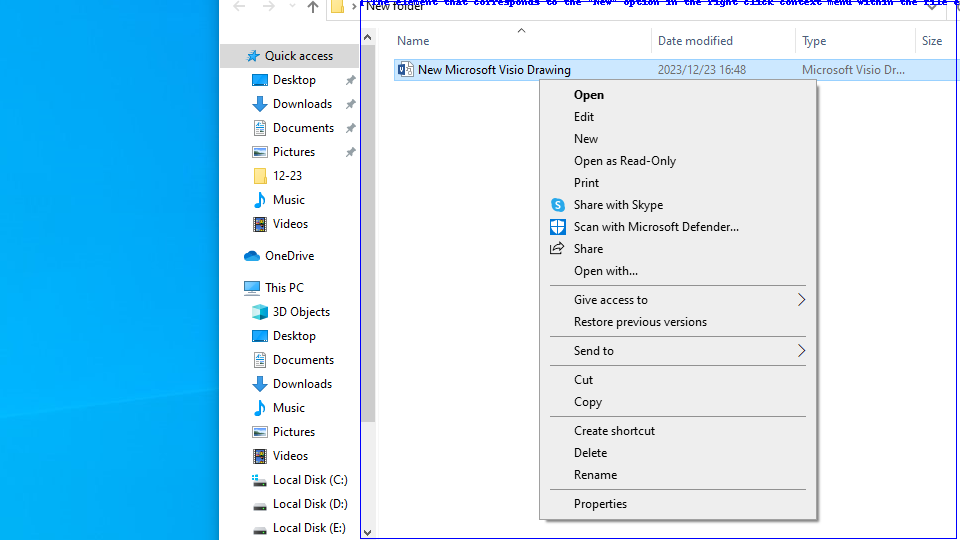 the element that corresponds to the "New" option in the right click context menu within the file e
New folder
Name
Date modified
Type
Size
Quick access
Desktop
Downloads
Documents
Pictures
12-23
Music
Videos
OneDrive
This PC
3D Objects
Desktop
Documents
Downloads
Music
Pictures
Videos
Local Disk (C:)
Local Disk (D:)
Local Disk (E:)
New Microsoft Visio Drawing
2023/12/23 16:48
Microsoft Visio Dr...
Open
Edit
New
Open as Read-Only
Print
Share with Skype
Scan with Microsoft Defender...
Share
Open with...
Give access to
Restore previous versions
Send to
Cut
Copy
Create shortcut
Delete
Rename
Properties